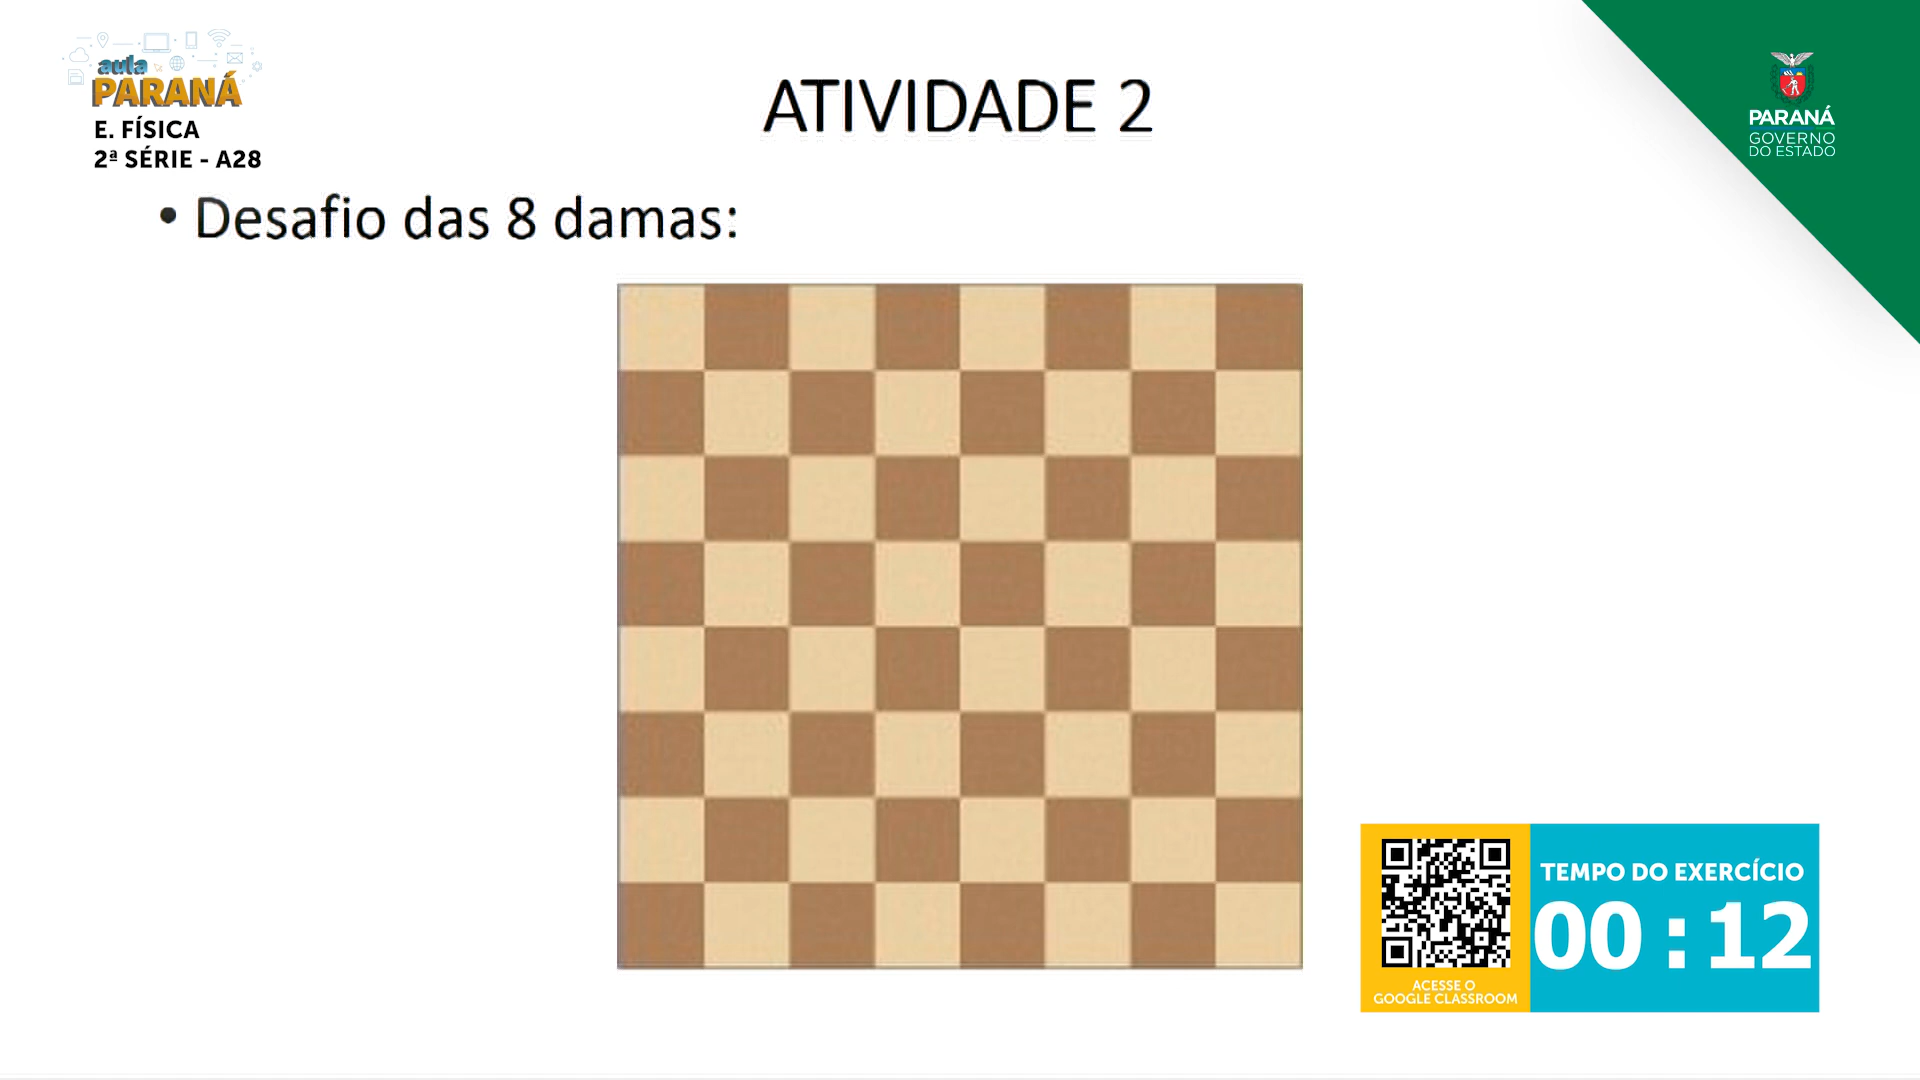 aula
PARANÁ
E. FÍSICA
2ª SÉRIE - A28
ATIVIDADE 2
PARANÁ
GOVERNO
DO ESTADO
• Desafio das 8 damas:
TEMPO DO EXERCÍCIO
00 : 12
ACESSE O
GOOGLE CLASSROOM